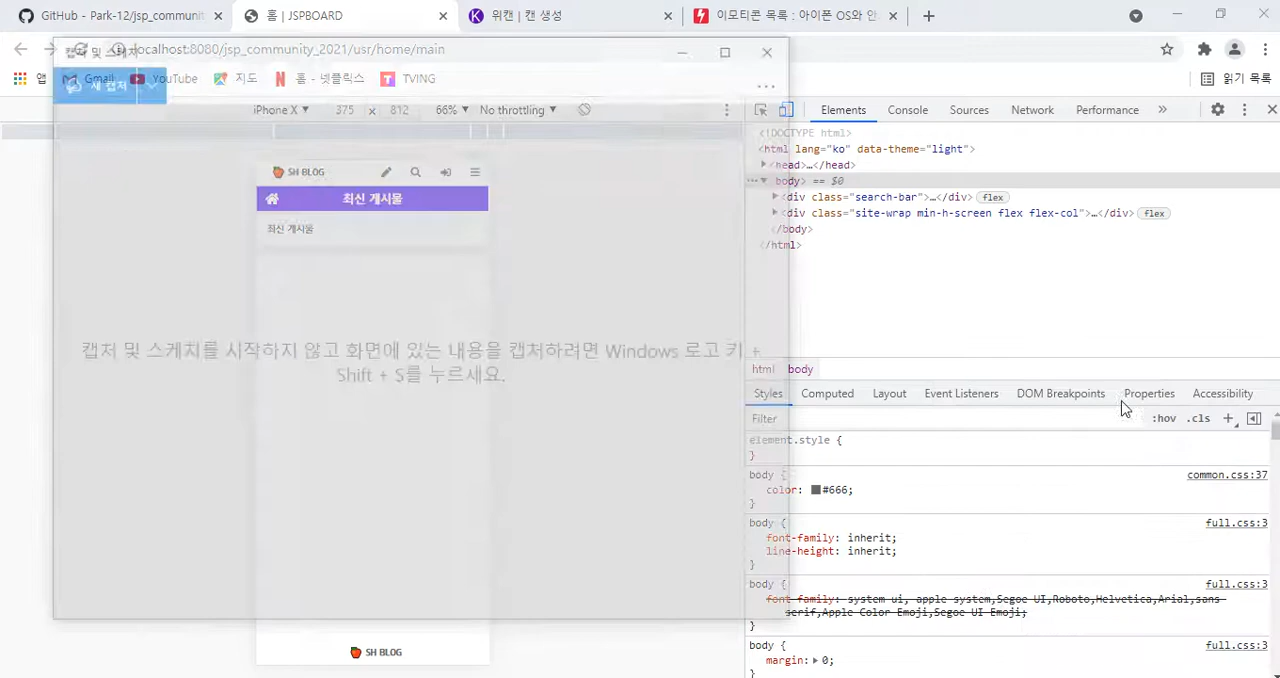 GitHub - Park-12/jsp_communit
홈 | JSPBOARD
위캔 | 캔 생성
이모티콘 목록 : 아이폰 OS와 안
캡처 및 스케치
localhost:8080/jsp_community_2021/usr/home/main
앱
Gmail
YouTube
지도
홈 - 넷플릭스
TVING
읽기 목록
새 캡처
iPhone X ▼ 375 x 812 66% ▼ No throttling ▼
Elements Console Sources Network Performance »
SH BLOG
최신 게시물
최신 게시물
캡처 및 스케치를 시작하지 않고 화면에 있는 내용을 캡처하려면 Windows 로고 키 +
Shift + S를 누르세요.
SH BLOG
<!DOCTYPE html>
<html lang="ko" data-theme="light">
<head>…</head>
… body> == $0
<div class="search-bar">…</div> flex
<div class="site-wrap min-h-screen flex flex-col">…</div> flex
</body>
</html>
html body
Styles Computed Layout Event Listeners DOM Breakpoints Properties Accessibility
Filter :hov .cls +
element.style {
}
body { common.css:37
color: #666;
}
body { full.css:3
font-family: inherit;
line-height: inherit;
}
body { full.css:3
font-family: system-ui,-apple-system,Segoe UI,Roboto,Helvetica,Arial,sans-
serif,Apple Color Emoji,Segoe UI Emoji;
}
body { full.css:3
margin: 0;
}